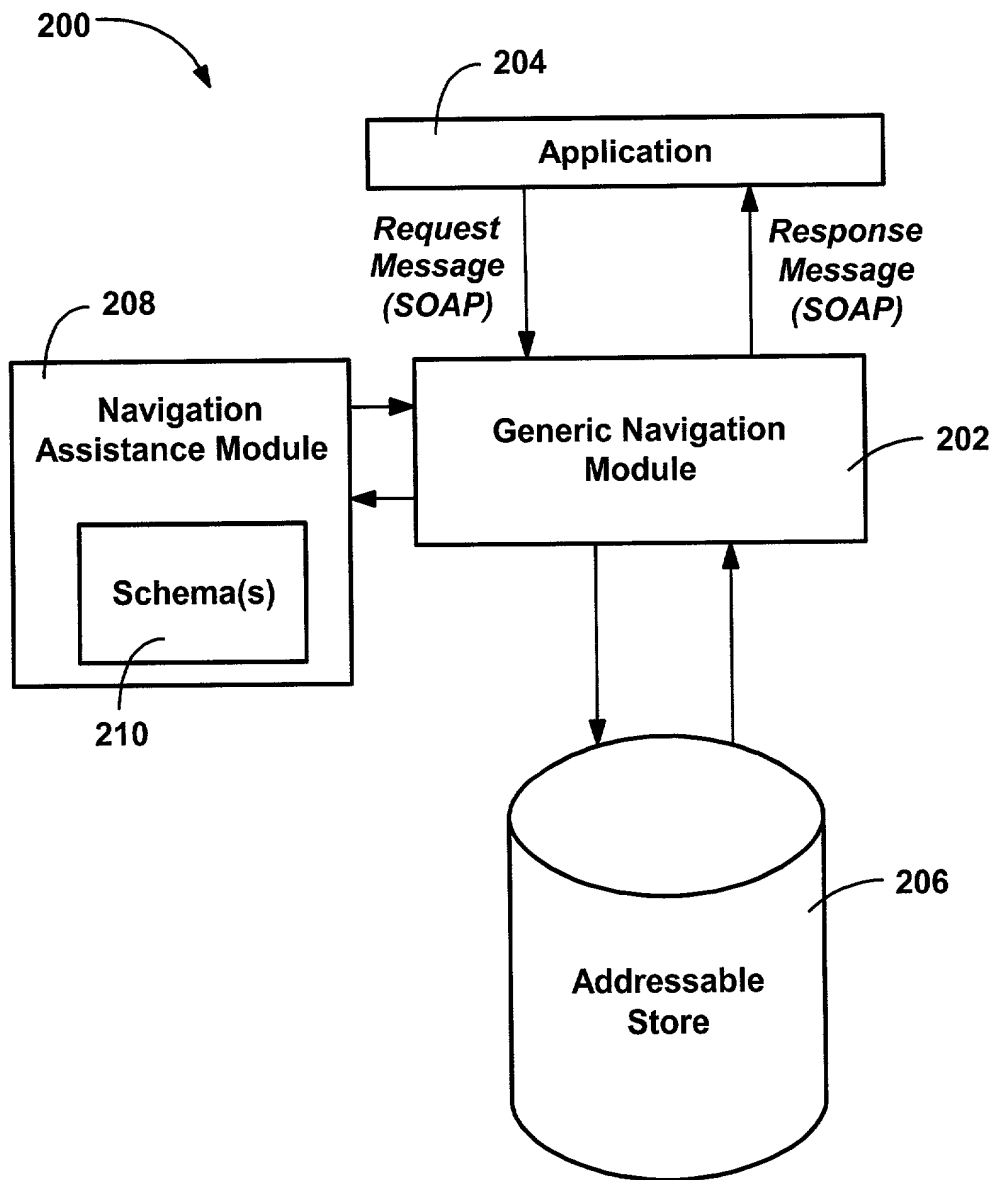 200
204
Application
Request
Message
(SOAP)
Response
Message
(SOAP)
208
Navigation
Assistance Module
Generic Navigation
Module
202
Schema(s)
210
206
Addressable
Store